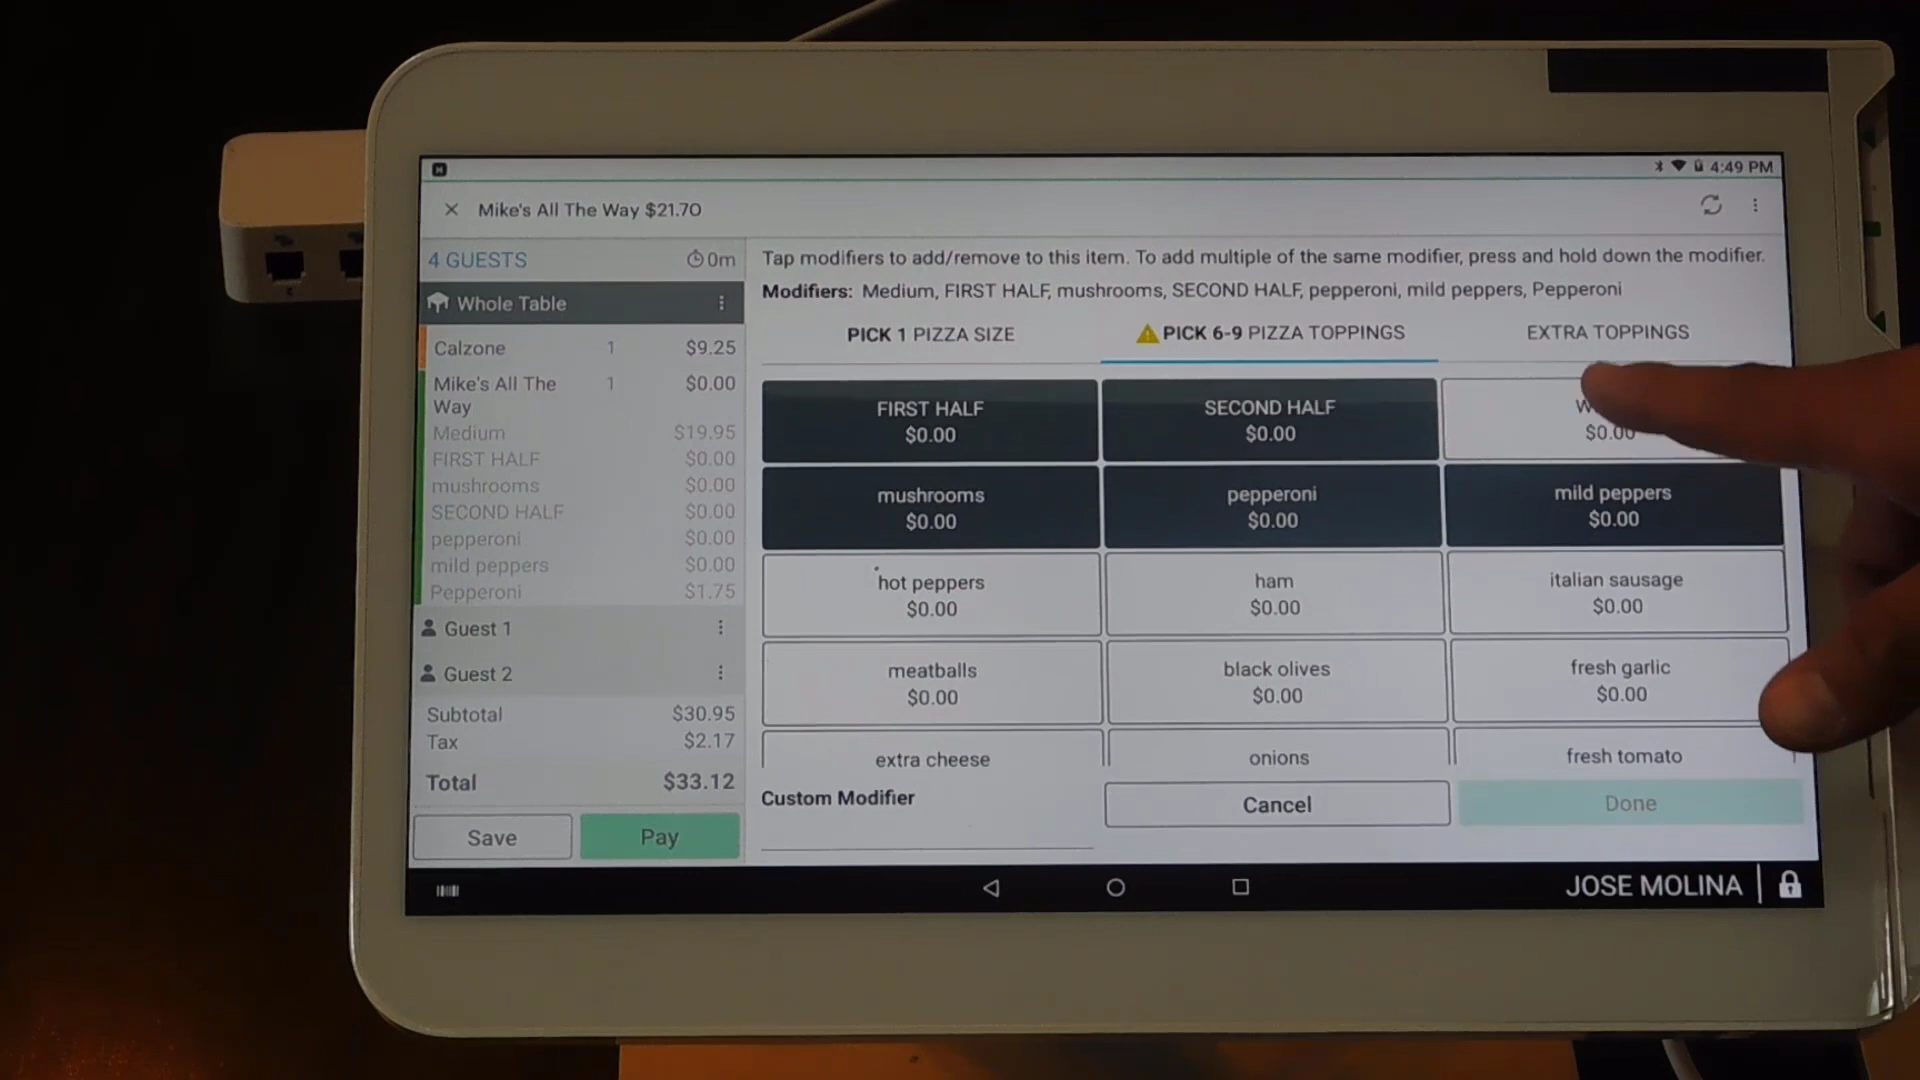 4:49 PM
Mike's All The Way $21.70
4 GUESTS 0m
Whole Table
Calzone 1 $9.25
Mike's All The Way 1 $0.00
Medium $19.95
FIRST HALF $0.00
mushrooms $0.00
SECOND HALF $0.00
pepperoni $0.00
mild peppers $0.00
Pepperoni $1.75
Guest 1
Guest 2
Subtotal $30.95
Tax $2.17
Total $33.12
Save Pay
Tap modifiers to add/remove to this item. To add multiple of the same modifier, press and hold down the modifier.
Modifiers: Medium, FIRST HALF, mushrooms, SECOND HALF, pepperoni, mild peppers, Pepperoni
PICK 1 PIZZA SIZE PICK 6-9 PIZZA TOPPINGS EXTRA TOPPINGS
FIRST HALF SECOND HALF
$0.00 $0.00 $0.00
mushrooms pepperoni mild peppers
$0.00 $0.00 $0.00
hot peppers ham italian sausage
$0.00 $0.00 $0.00
meatballs black olives fresh garlic
$0.00 $0.00 $0.00
extra cheese onions fresh tomato
Custom Modifier Cancel Done
JOSE MOLINA